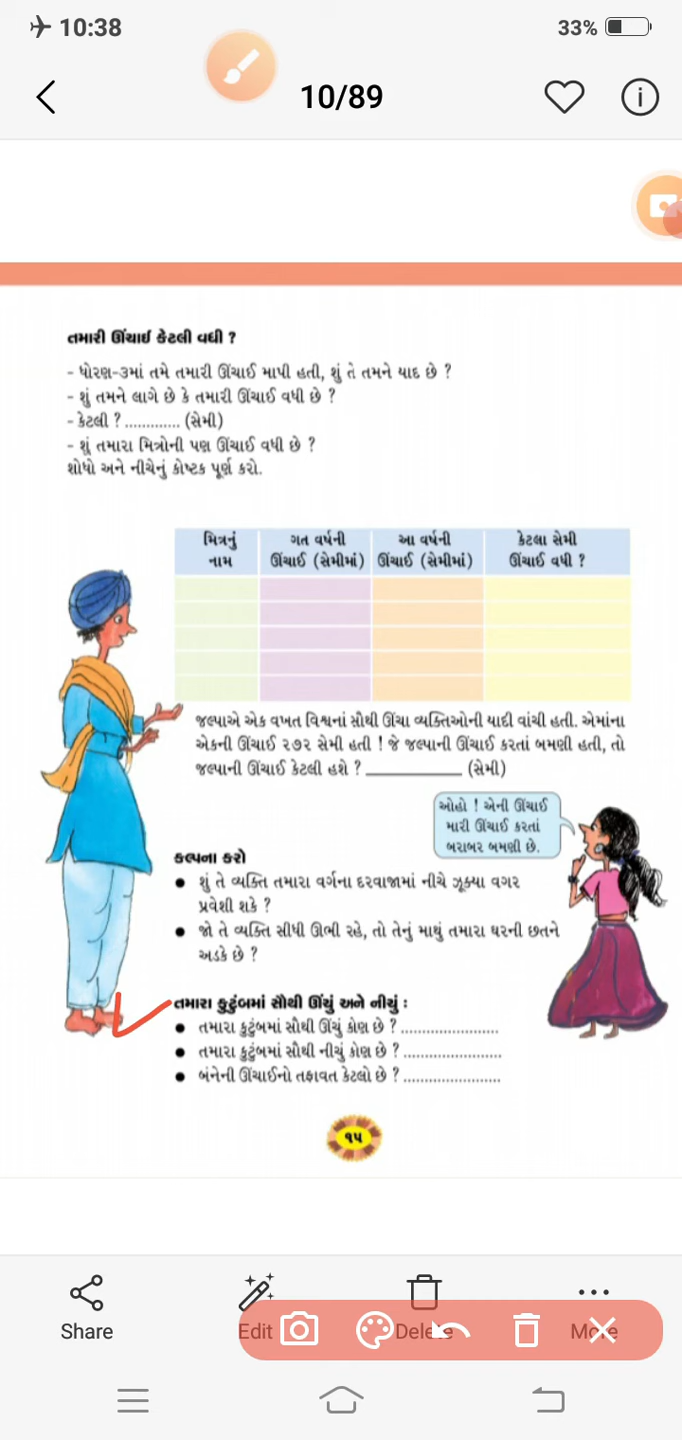 10:38
33%
10/89
તમારી ઊંચાઈ કેટલી વધી ?
- ધોરણ-૩માં તમે તમારી ઊંચાઈ માપી હતી, શું તે તમને યાદ છે ?
- શું તમને લાગે છે કે તમારી ઊંચાઈ વધી છે ?
- કેટલી ? ............. (સેમી)
- શું તમારા મિત્રોની પણ ઊંચાઈ વધી છે ?
શોધો અને નીચેનું કોષ્ટક પૂર્ણ કરો.
મિત્રનું નામ
ગત વર્ષની ઊંચાઈ (સેમીમાં)
આ વર્ષની ઊંચાઈ (સેમીમાં)
કેટલા સેમી ઊંચાઈ વધી ?
જલ્પાએ એક વખત વિશ્વનાં સૌથી ઊંચા વ્યક્તિઓની યાદી વાંચી હતી. એમાંના
એકની ઊંચાઈ ૨૭૨ સેમી હતી ! જે જલ્પાની ઊંચાઈ કરતાં બમણી હતી, તો
જલ્પાની ઊંચાઈ કેટલી હશે ? ____________ (સેમી)
ઓહો ! એની ઊંચાઈ
મારી ઊંચાઈ કરતાં
બરાબર બમણી છે.
કલ્પના કરો
● શું તે વ્યક્તિ તમારા વર્ગના દરવાજામાં નીચે ઝૂક્યા વગર
પ્રવેશી શકે ?
● જો તે વ્યક્તિ સીધી ઊભી રહે, તો તેનું માથું તમારા ઘરની છતને
અડકે છે ?
તમારા કુટુંબમાં સૌથી ઊંચું અને નીચું :
● તમારા કુટુંબમાં સૌથી ઊંચું કોણ છે ? ......................
● તમારા કુટુંબમાં સૌથી નીચું કોણ છે ? ......................
● બંનેની ઊંચાઈનો તફાવત કેટલો છે ? ......................
૧૫
Share
Edit
Delete
More